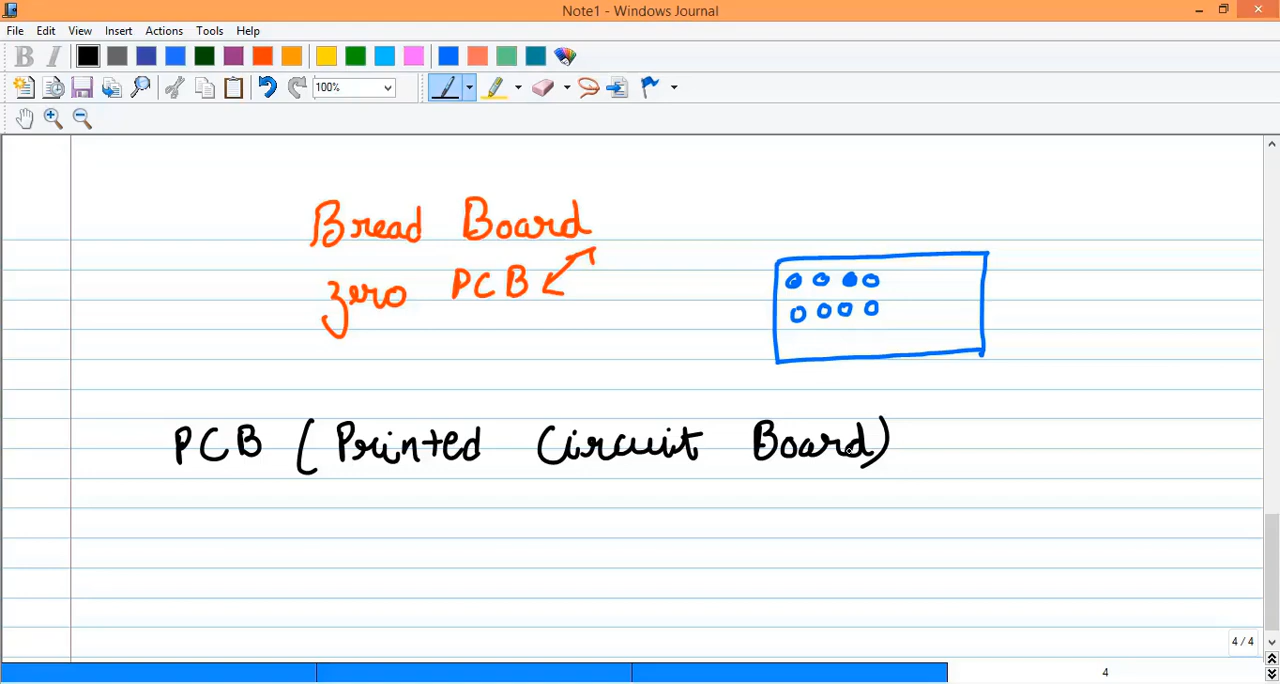 Note1 - Windows Journal
File Edit View Insert Actions Tools Help
B I
100%
Bread Board
zero PCB
PCB (Printed Circuit Board)
4 / 4
4